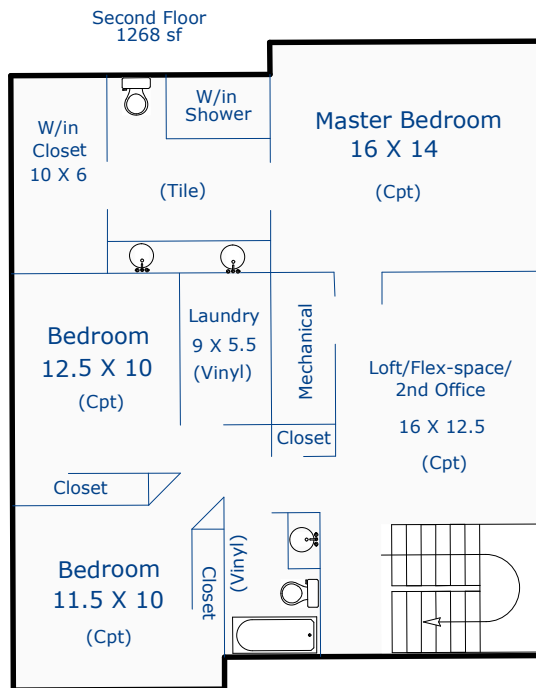 Second Floor
1268 sf
W/in
Closet
10 X 6
W/in
Shower
(Tile)
Master Bedroom
16 X 14
(Cpt)
Bedroom
12.5 X 10
(Cpt)
Laundry
9 X 5.5
(Vinyl)
Mechanical
Closet
Loft/Flex-space/
2nd Office
16 X 12.5
(Cpt)
Closet
Bedroom
11.5 X 10
(Cpt)
Closet
(Vinyl)